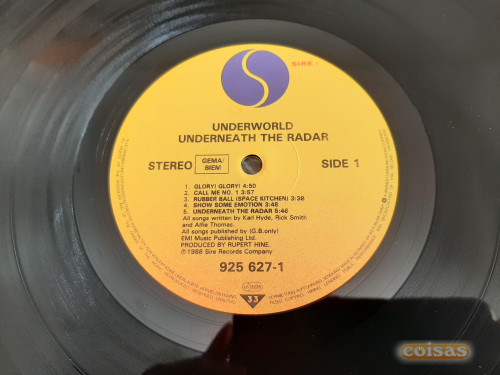 SIRE
UNDERWORLD
UNDERNEATH THE RADAR
STEREO
GEMA/
BIEM
SIDE 1
1. GLORY! GLORY! 4:50
2. CALL ME NO. 1 3:57
3. RUBBER BALL (SPACE KITCHEN) 3:38
4. SHOW SOME EMOTION 3:48
5. UNDERNEATH THE RADAR 5:46
All songs written by Karl Hyde, Rick Smith
and Alfie Thomas.
All songs published by (G.B.only)
EMI Music Publishing Ltd.
PRODUCED BY RUPERT HINE.
℗1988 Sire Records Company
925 627-1
33
coisas